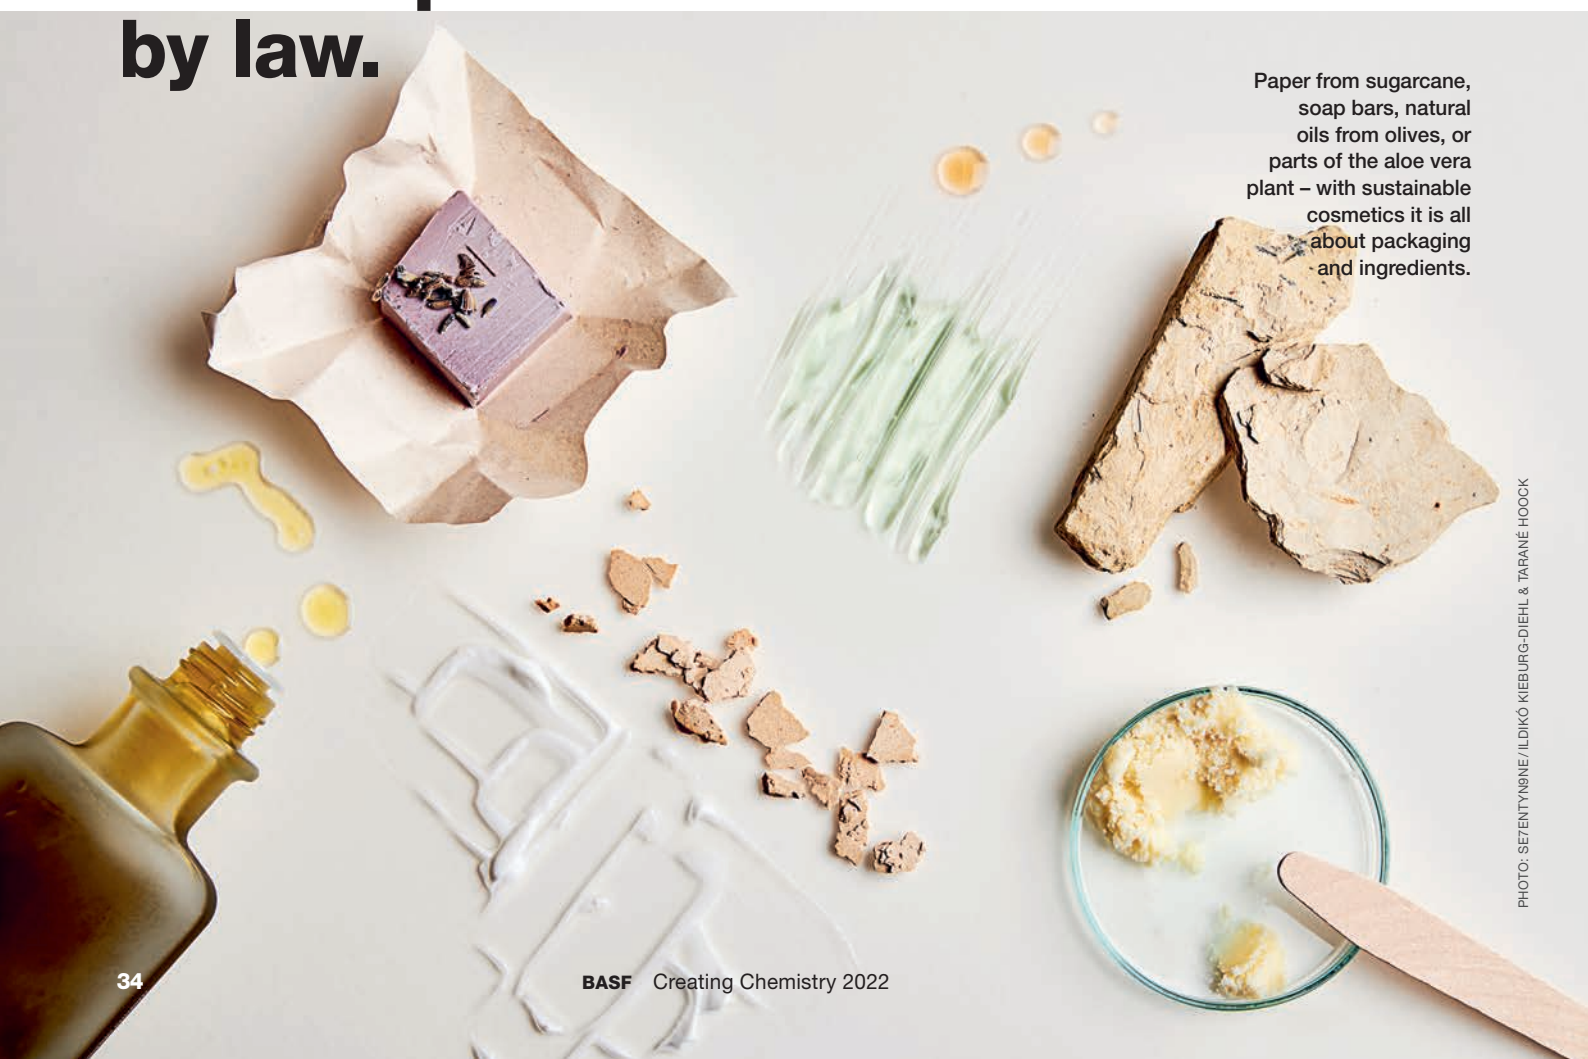 by law.
Paper from sugarcane,
soap bars, natural
oils from olives, or
parts of the aloe vera
plant – with sustainable
cosmetics it is all
about packaging
and ingredients.
PHOTO: SE7ENTYN9NE / ILDIKÓ KIEBURG-DIEHL & TARANÉ HOOCK
34
BASF Creating Chemistry 2022